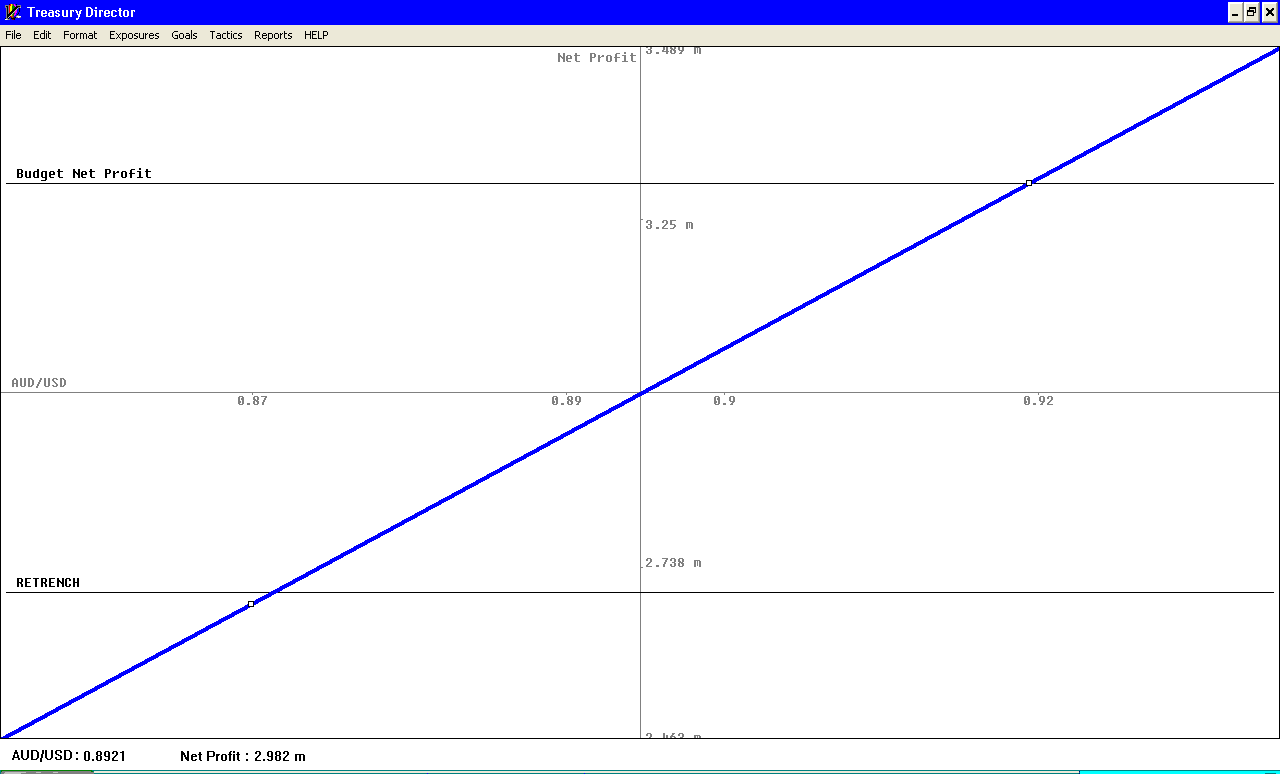 Treasury Director
File Edit Format Exposures Goals Tactics Reports HELP
3.489 m
Net Profit
Budget Net Profit
3.25 m
AUD/USD
0.87 0.89 0.9 0.92
2.738 m
RETRENCH
AUD/USD : 0.8921 Net Profit : 2.982 m